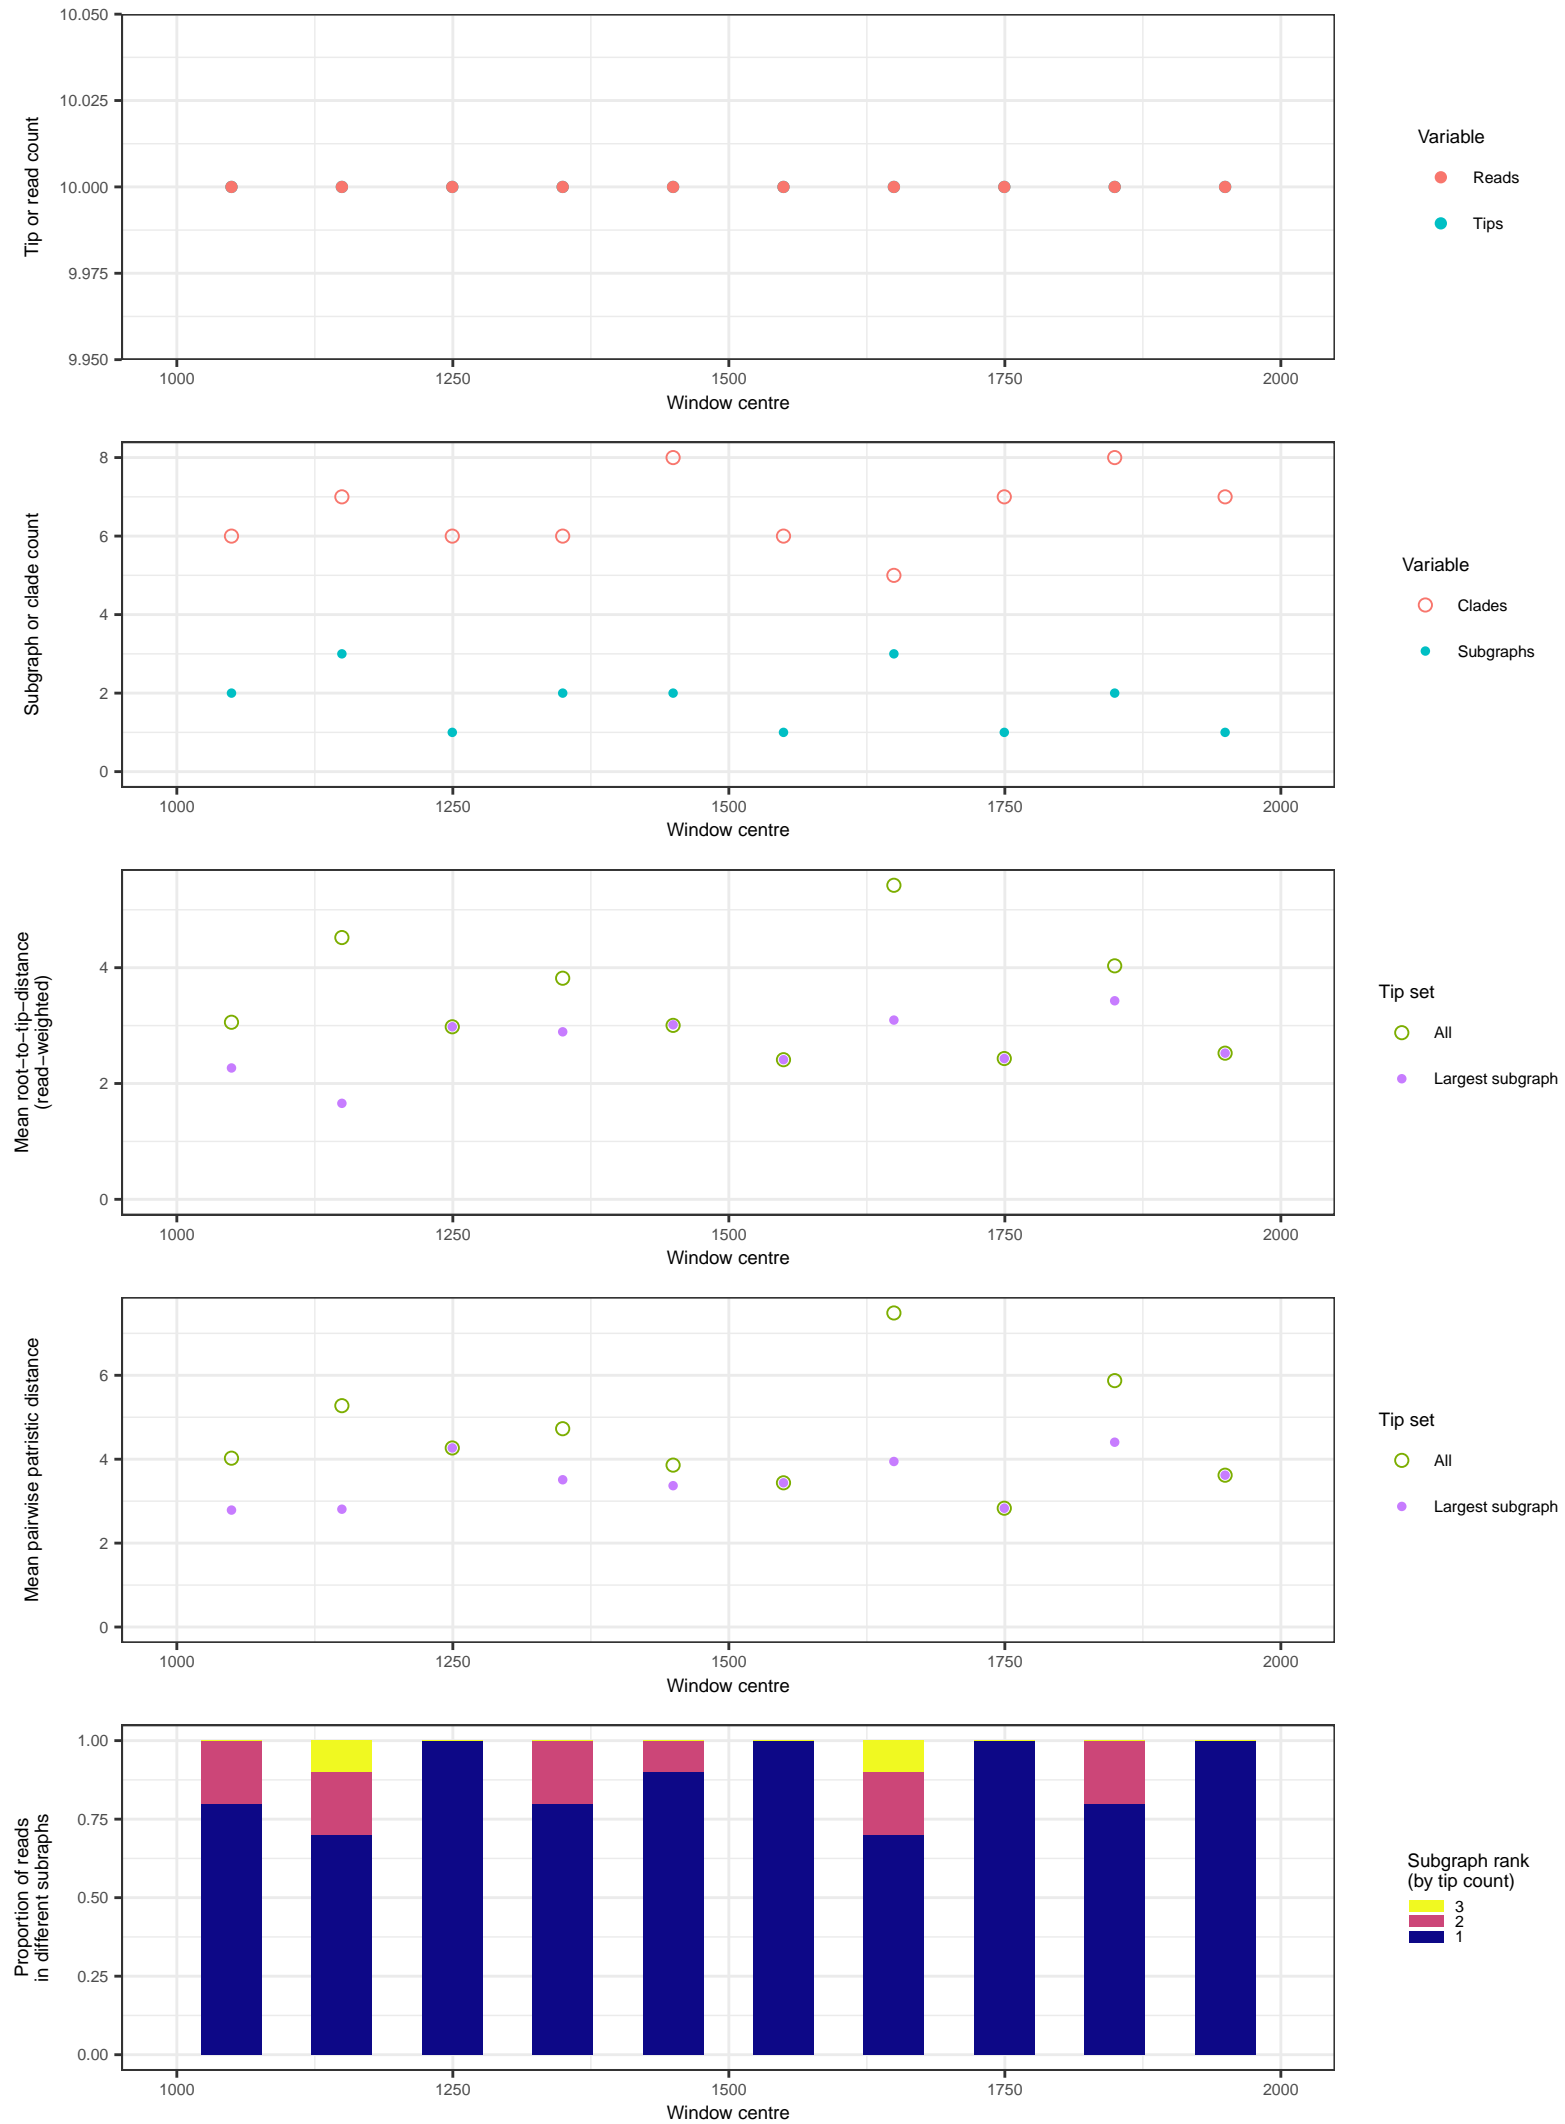 10.050
10.025
10.000
9.975
9.950
Tip or read count
1000 1250 1500 1750 2000
Window centre
Variable
Reads
Tips
8
6
4
2
0
Subgraph or clade count
1000 1250 1500 1750 2000
Window centre
Variable
Clades
Subgraphs
4
2
0
Mean root−to−tip−distance
(read−weighted)
1000 1250 1500 1750 2000
Window centre
Tip set
All
Largest subgraph
6
4
2
0
Mean pairwise patristic distance
1000 1250 1500 1750 2000
Window centre
Tip set
All
Largest subgraph
1.00
0.75
0.50
0.25
0.00
Proportion of reads
in different subraphs
1000 1250 1500 1750 2000
Window centre
Subgraph rank
(by tip count)
3
2
1